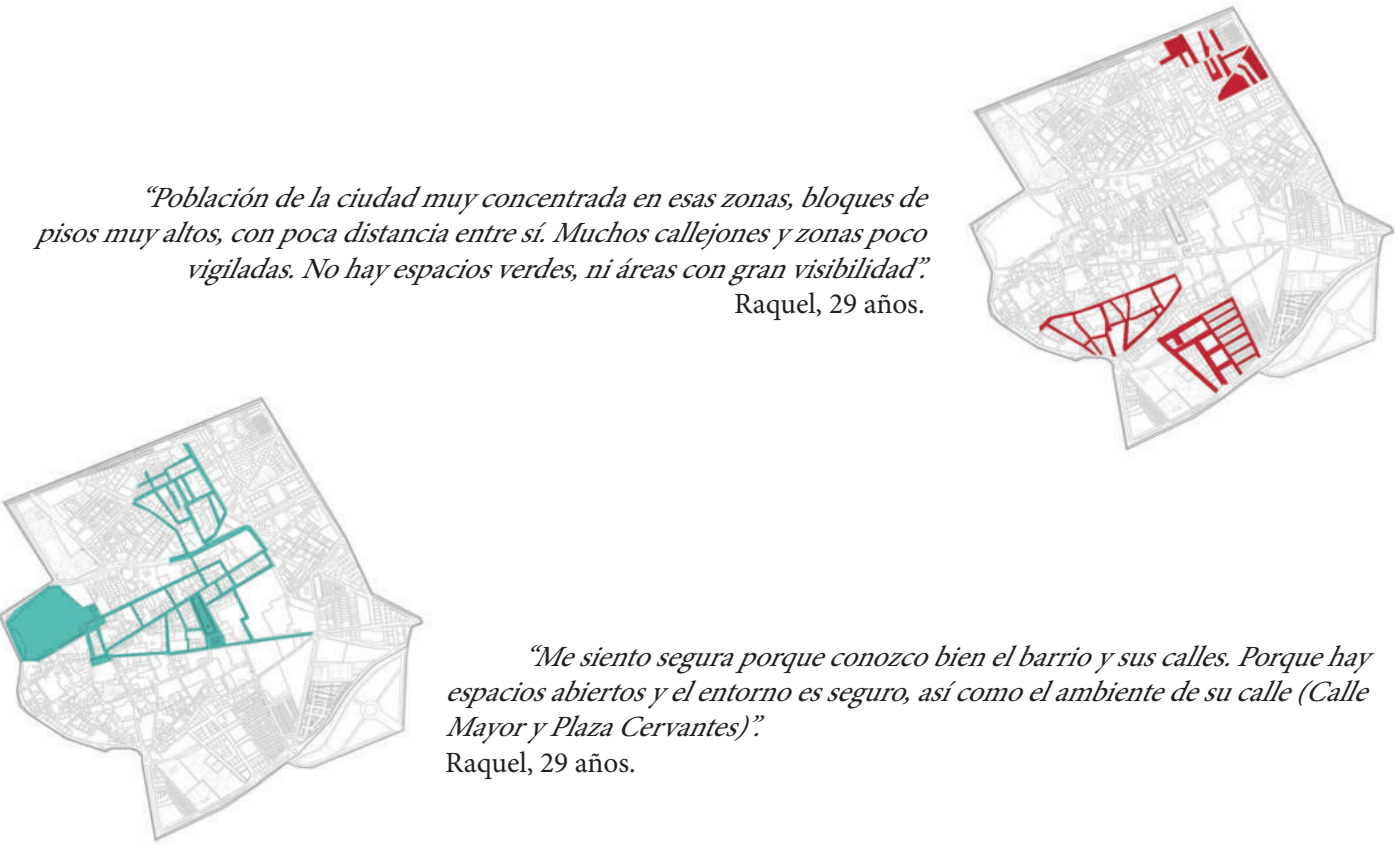 “Población de la ciudad muy concentrada en esas zonas, bloques de
pisos muy altos, con poca distancia entre sí. Muchos callejones y zonas poco
vigiladas. No hay espacios verdes, ni áreas con gran visibilidad”.
Raquel, 29 años.
“Me siento segura porque conozco bien el barrio y sus calles. Porque hay
espacios abiertos y el entorno es seguro, así como el ambiente de su calle (Calle
Mayor y Plaza Cervantes)”.
Raquel, 29 años.